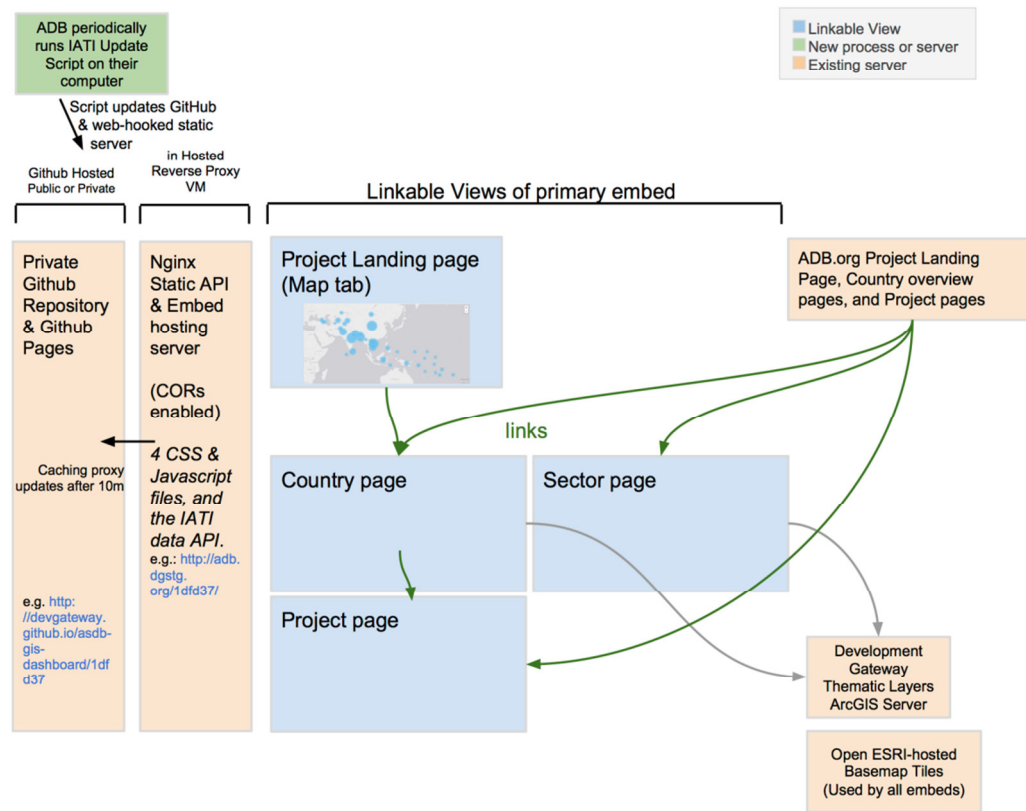 ADB periodically
runs IATI Update
Script on their
computer
Linkable View
New process or server
Existing server
Script updates GitHub
& web-hooked static
server
Github Hosted
Public or Private
in Hosted
Reverse Proxy
VM
Linkable Views of primary embed
Private
Github
Repository
& Github
Pages
Nginx
Static API
& Embed
hosting
server
(CORs
enabled)
4 CSS &
Javascript
files, and
the IATI
data API.
e.g.: http://adb.
dgstg.
org/1dfd37/
Caching proxy
updates after 10m
e.g. http:
//devgateway.
github.io/asdb-
gis-
dashboard/1df
d37
Project Landing page
(Map tab)
ADB.org Project Landing
Page, Country overview
pages, and Project pages
links
Country page
Sector page
Project page
Development
Gateway
Thematic Layers
ArcGIS Server
Open ESRI-hosted
Basemap Tiles
(Used by all embeds)